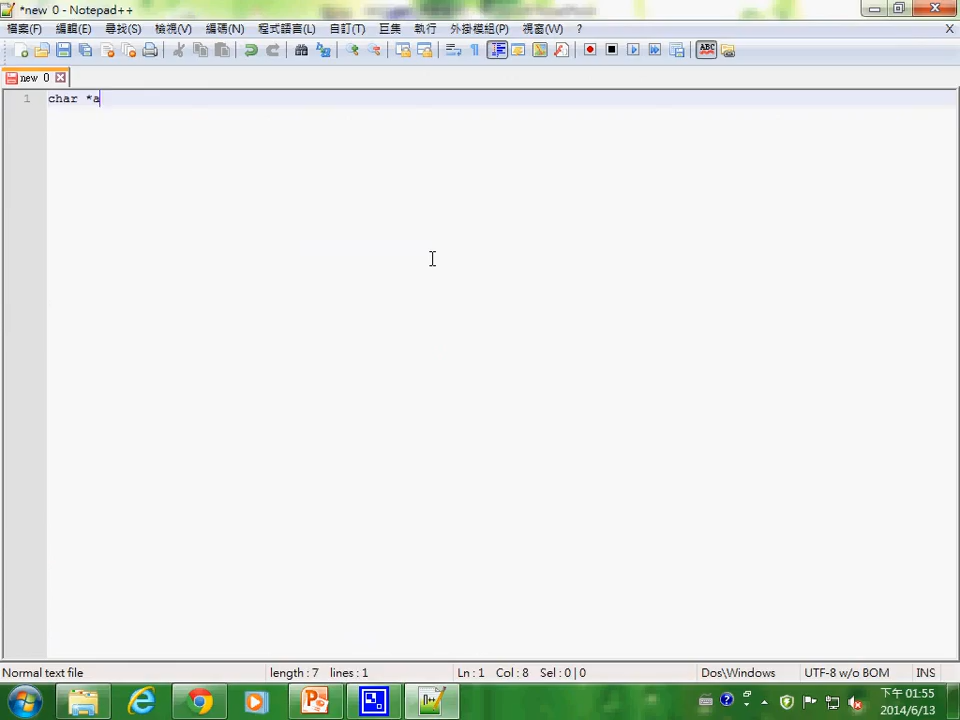 *new 0 - Notepad++
檔案(F) 編輯(E) 尋找(S) 檢視(V) 編碼(N) 程式語言(L) 自訂(T) 巨集 執行 外掛模組(P) 視窗(W) ? X
ABC
new 0
1 char *a
Normal text file length : 7 lines : 1 Ln : 1 Col : 8 Sel : 0 | 0 Dos\Windows UTF-8 w/o BOM INS
下午 01:55
2014/6/13